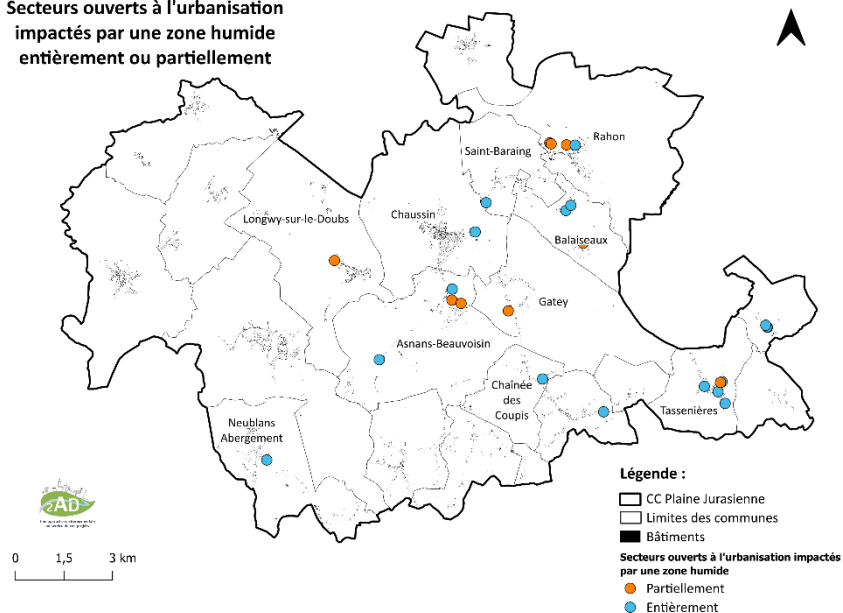 Secteurs ouverts à l'urbanisation
impactés par une zone humide
entièrement ou partiellement
Rahon
Saint-Baraing
Chaussin
Longwy-sur-le-Doubs
Balaiseaux
Gatey
Asnans-Beauvoisin
Chaînée
des
Coupis
Tassenières
Neublans
Abergement
2AD
0 1,5 3 km
Légende :
CC Plaine Jurasienne
Limites des communes
Bâtiments
Secteurs ouverts à l'urbanisation impactés
par une zone humide
Partiellement
Entièrement